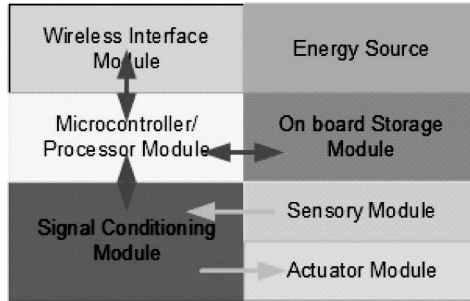 Wireless Interface
Module
Energy Source
Microcontroller/
Processor Module
On board Storage
Module
Signal Conditioning
Module
Sensory Module
Actuator Module